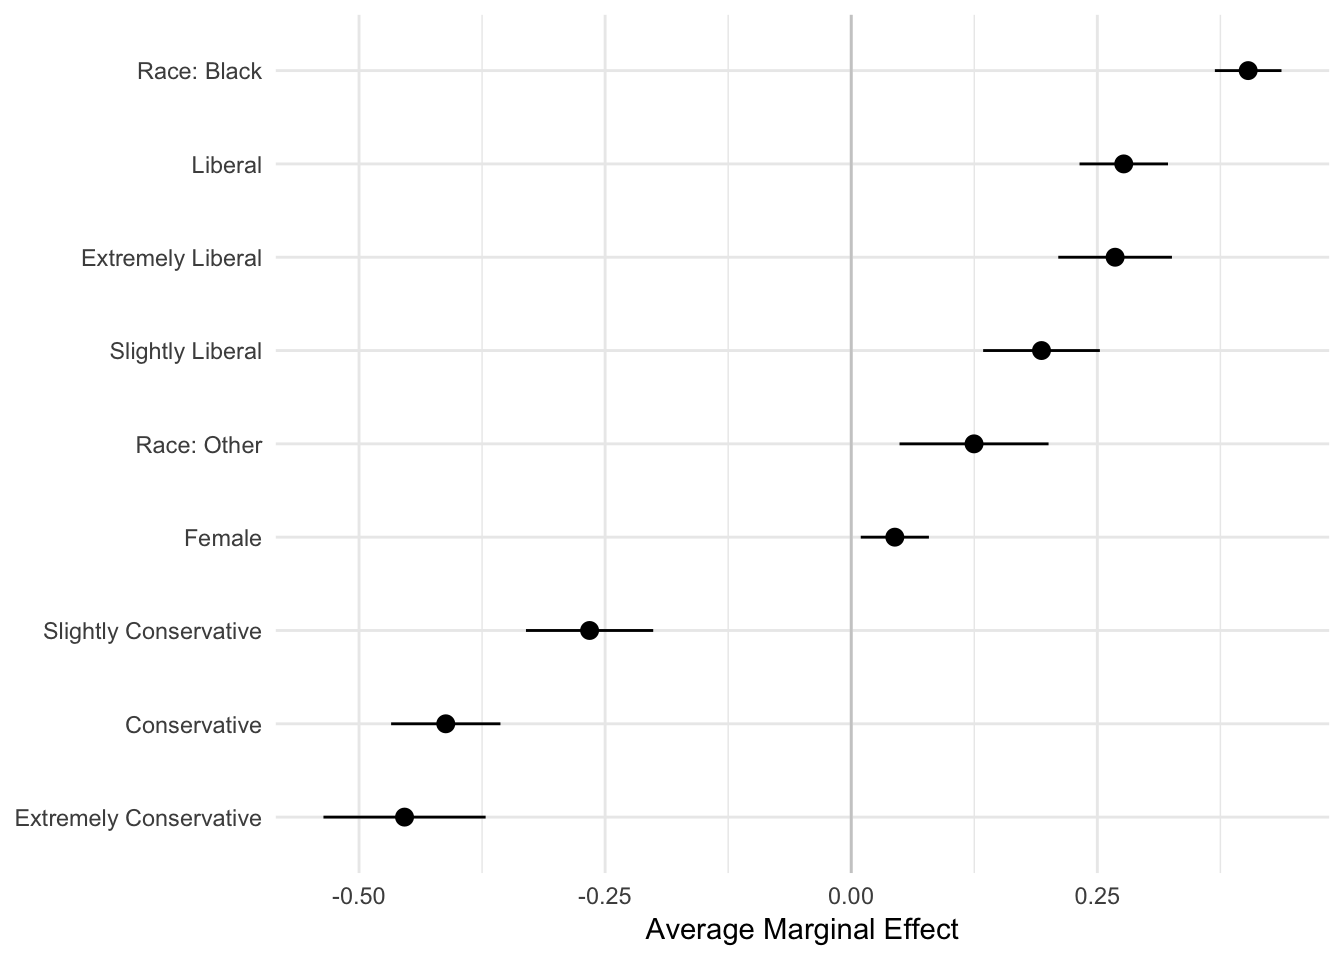 Race: Black
Liberal
Extremely Liberal
Slightly Liberal
Race: Other
Female
Slightly Conservative
Conservative
Extremely Conservative
-0.50 -0.25 0.00 0.25
Average Marginal Effect